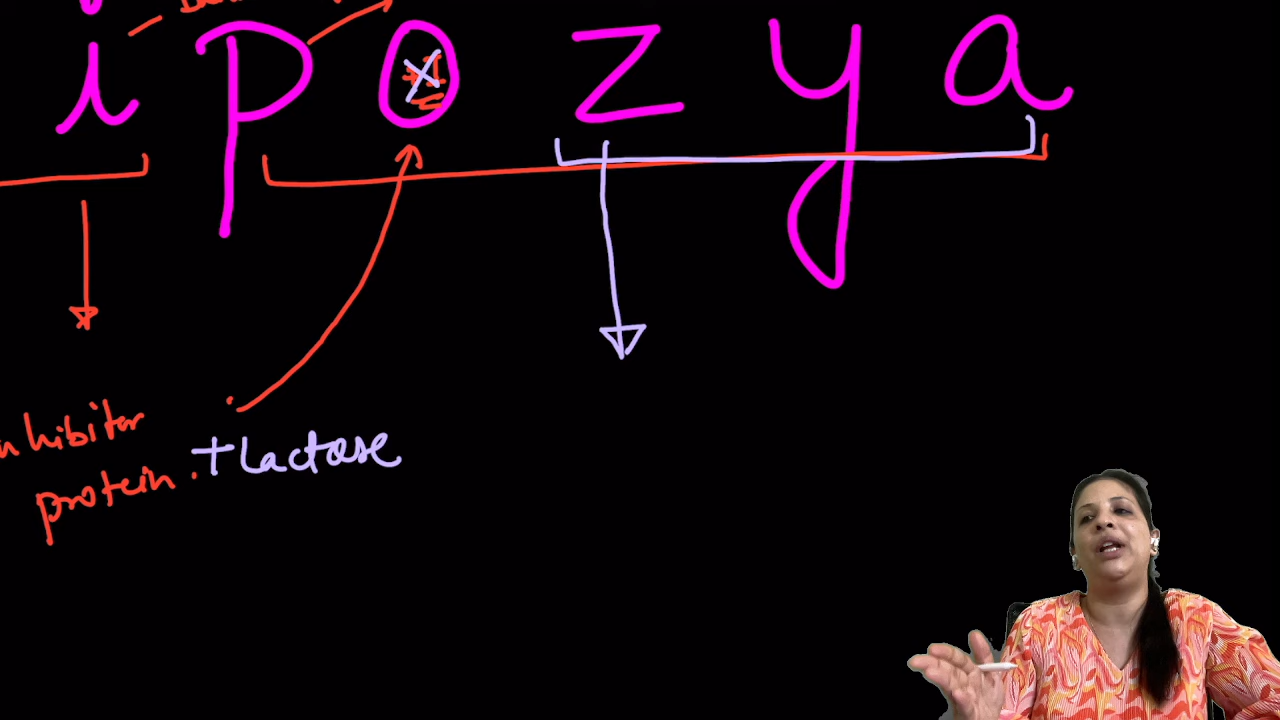 i p o z y a
nhibitor
protein. + Lactose